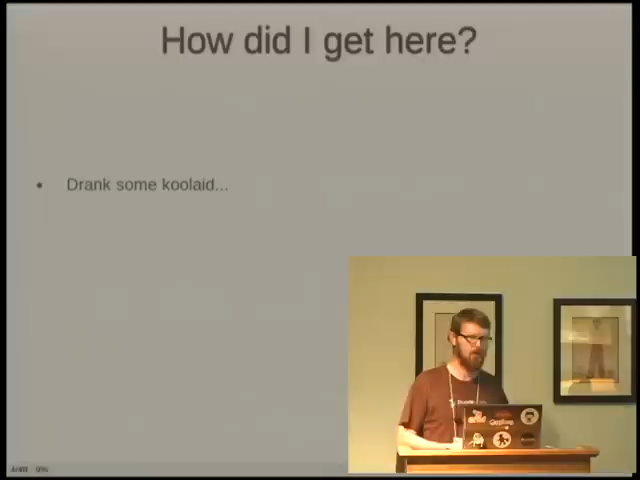 How did I get here?
• Drank some koolaid...